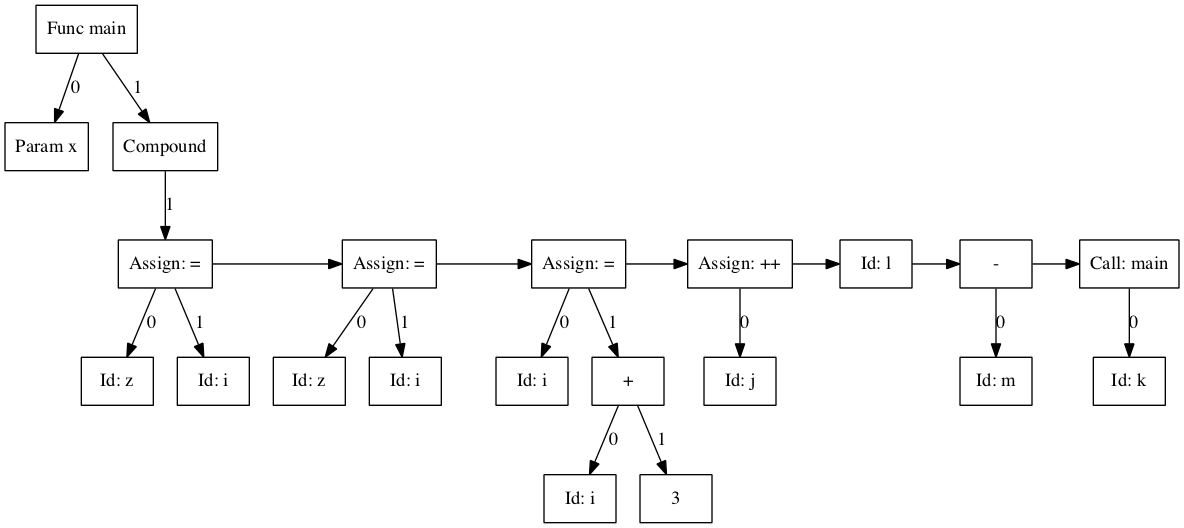 Func main
0
1
Param x
Compound
1
Assign: =
Assign: =
Assign: =
Assign: ++
Id: l
-
Call: main
0
1
0
1
0
1
0
0
0
Id: z
Id: i
Id: z
Id: i
Id: i
+
Id: j
Id: m
Id: k
0
1
Id: i
3